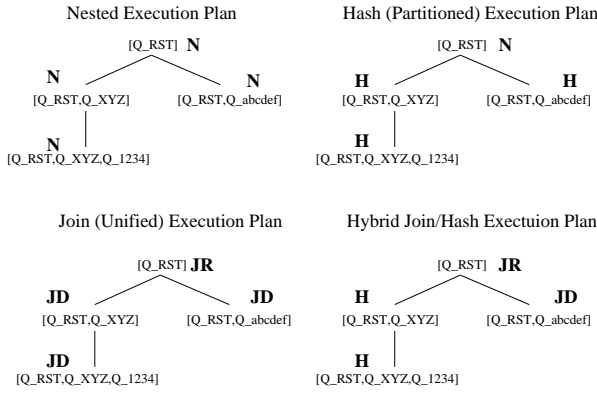 Nested Execution Plan
[Q_RST] N
N N
[Q_RST,Q_XYZ] [Q_RST,Q_abcdef]
N
[Q_RST,Q_XYZ,Q_1234]
Hash (Partitioned) Execution Plan
[Q_RST] N
H H
[Q_RST,Q_XYZ] [Q_RST,Q_abcdef]
H
[Q_RST,Q_XYZ,Q_1234]
Join (Unified) Execution Plan
[Q_RST] JR
JD JD
[Q_RST,Q_XYZ] [Q_RST,Q_abcdef]
JD
[Q_RST,Q_XYZ,Q_1234]
Hybrid Join/Hash Exectuion Plan
[Q_RST] JR
H JD
[Q_RST,Q_XYZ] [Q_RST,Q_abcdef]
H
[Q_RST,Q_XYZ,Q_1234]